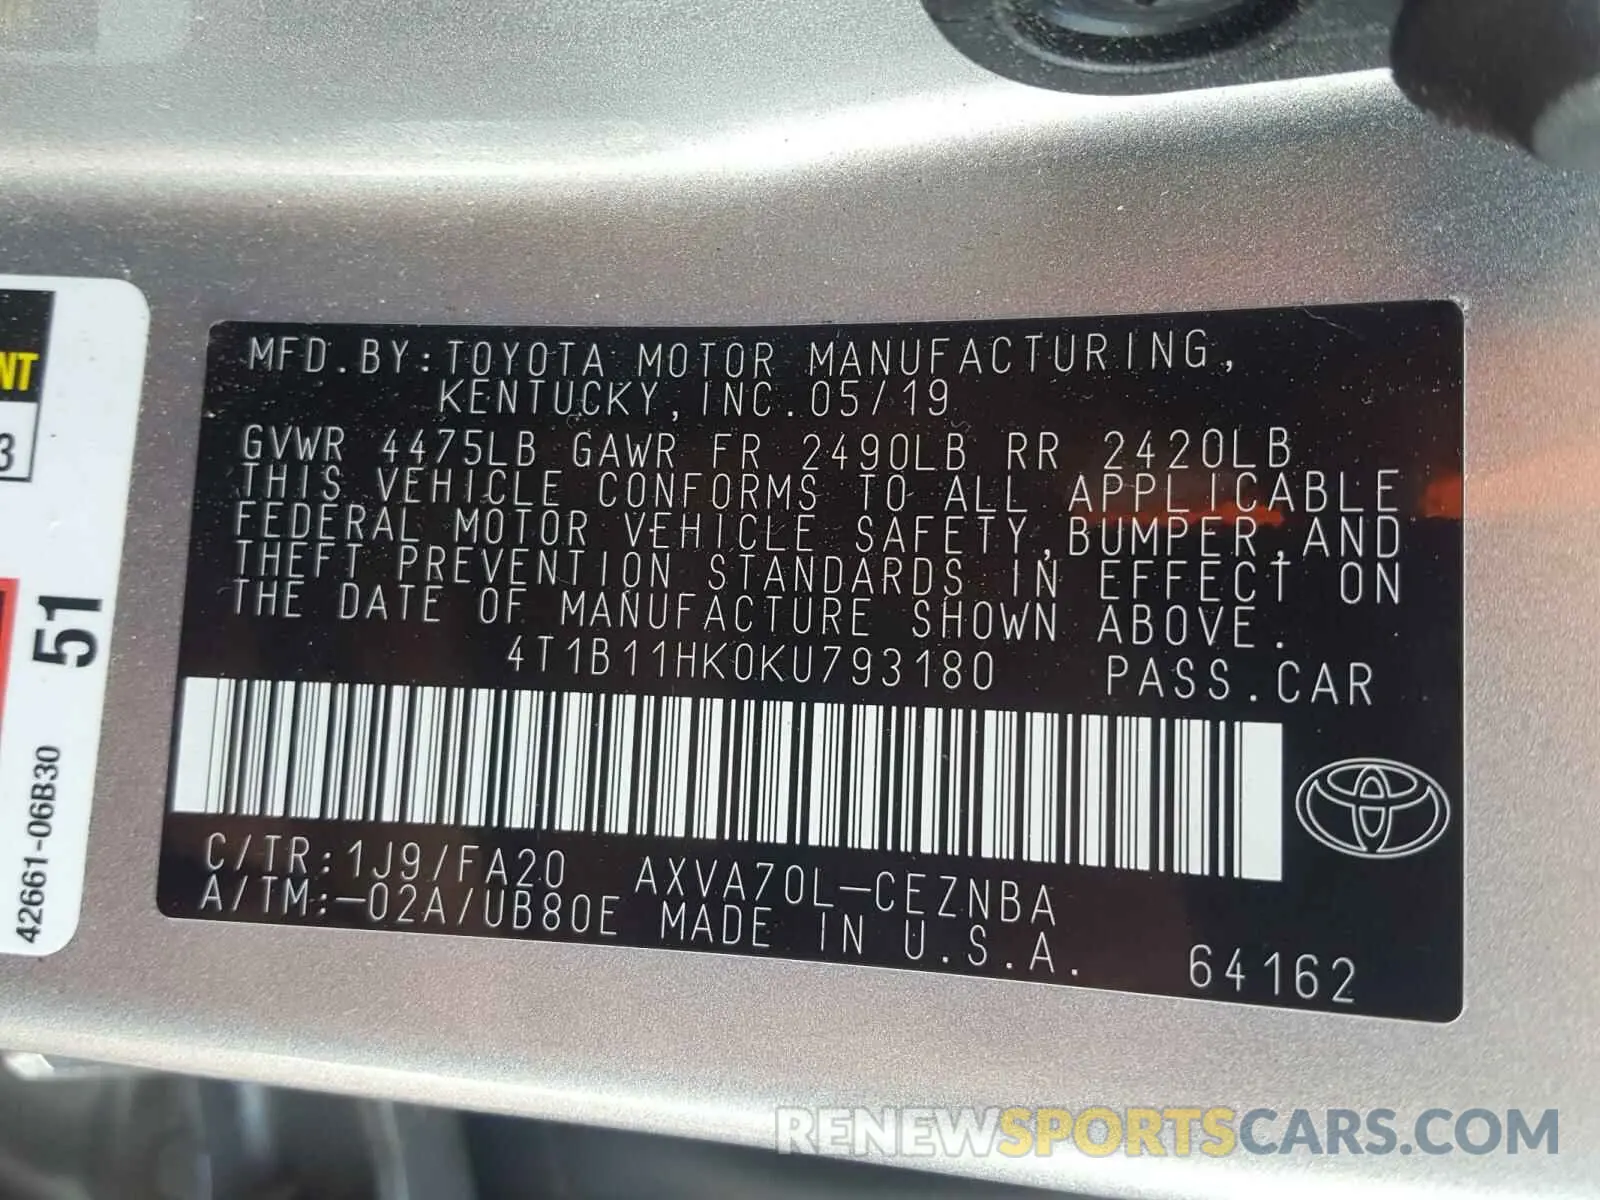 MFD.BY:TOYOTA MOTOR MANUFACTURING,
KENTUCKY,INC.05/19
GVWR 4475LB GAWR FR 2490LB RR 2420LB
THIS VEHICLE CONFORMS TO ALL APPLICABLE
FEDERAL MOTOR VEHICLE SAFETY,BUMPER,AND
THEFT PREVENTION STANDARDS IN EFFECT ON
THE DATE OF MANUFACTURE SHOWN ABOVE.
4T1B11HK0KU793180 PASS.CAR
C/TR:1J9/FA20 AXVA70L-CEZNBA
A/TM:-02A/UB80E MADE IN U.S.A.
64162
NT
3
51
42661-06B30
RENEWSPORTSCARS.COM